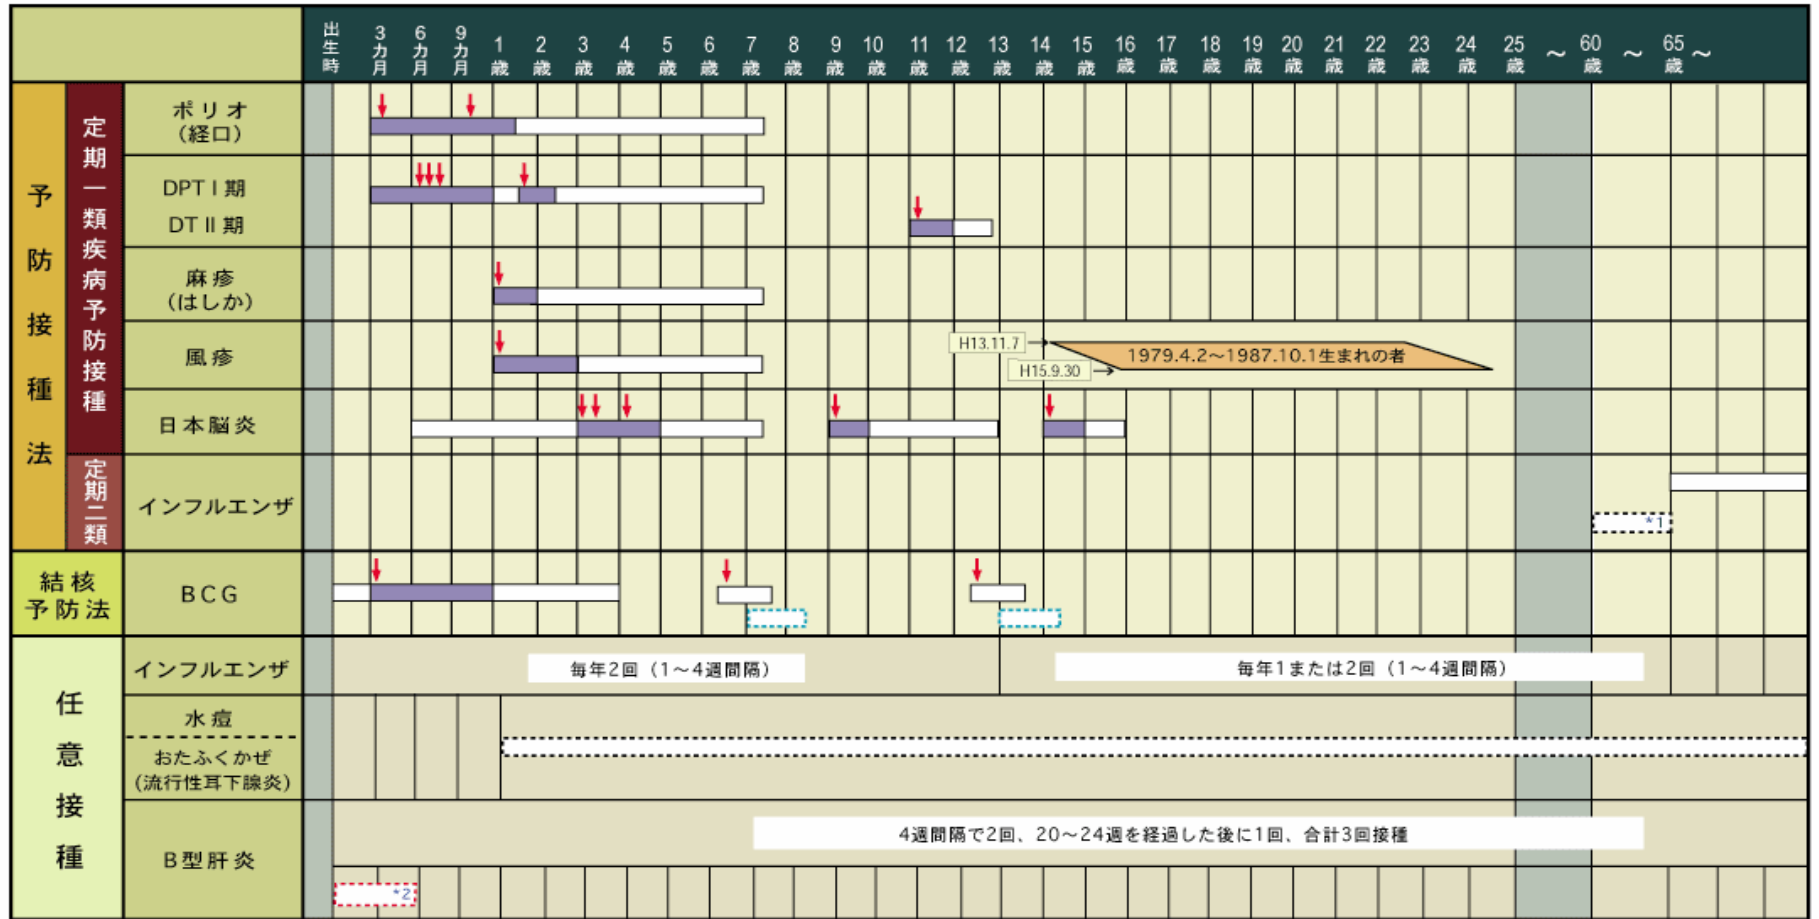 出生時 3カ月 6カ月 9カ月 1歳 2歳 3歳 4歳 5歳 6歳 7歳 8歳 9歳 10歳 11歳 12歳 13歳 14歳 15歳 16歳 17歳 18歳 19歳 20歳 21歳 22歳 23歳 24歳 25歳 ～ 60歳 ～ 65歳～
予防接種法
定期一類疾病予防接種
ポリオ
（経口）
DPT I 期
DT II 期
麻疹
（はしか）
風疹
H13.11.7
1979.4.2～1987.10.1生まれの者
H15.9.30
日本脳炎
定期二類
インフルエンザ
*1
結核
予防法
BCG
任意接種
インフルエンザ
毎年2回（1～4週間隔）
毎年1または2回（1～4週間隔）
水痘
おたふくかぜ
(流行性耳下腺炎)
B型肝炎
4週間隔で2回、20～24週を経過した後に1回、合計3回接種
*2